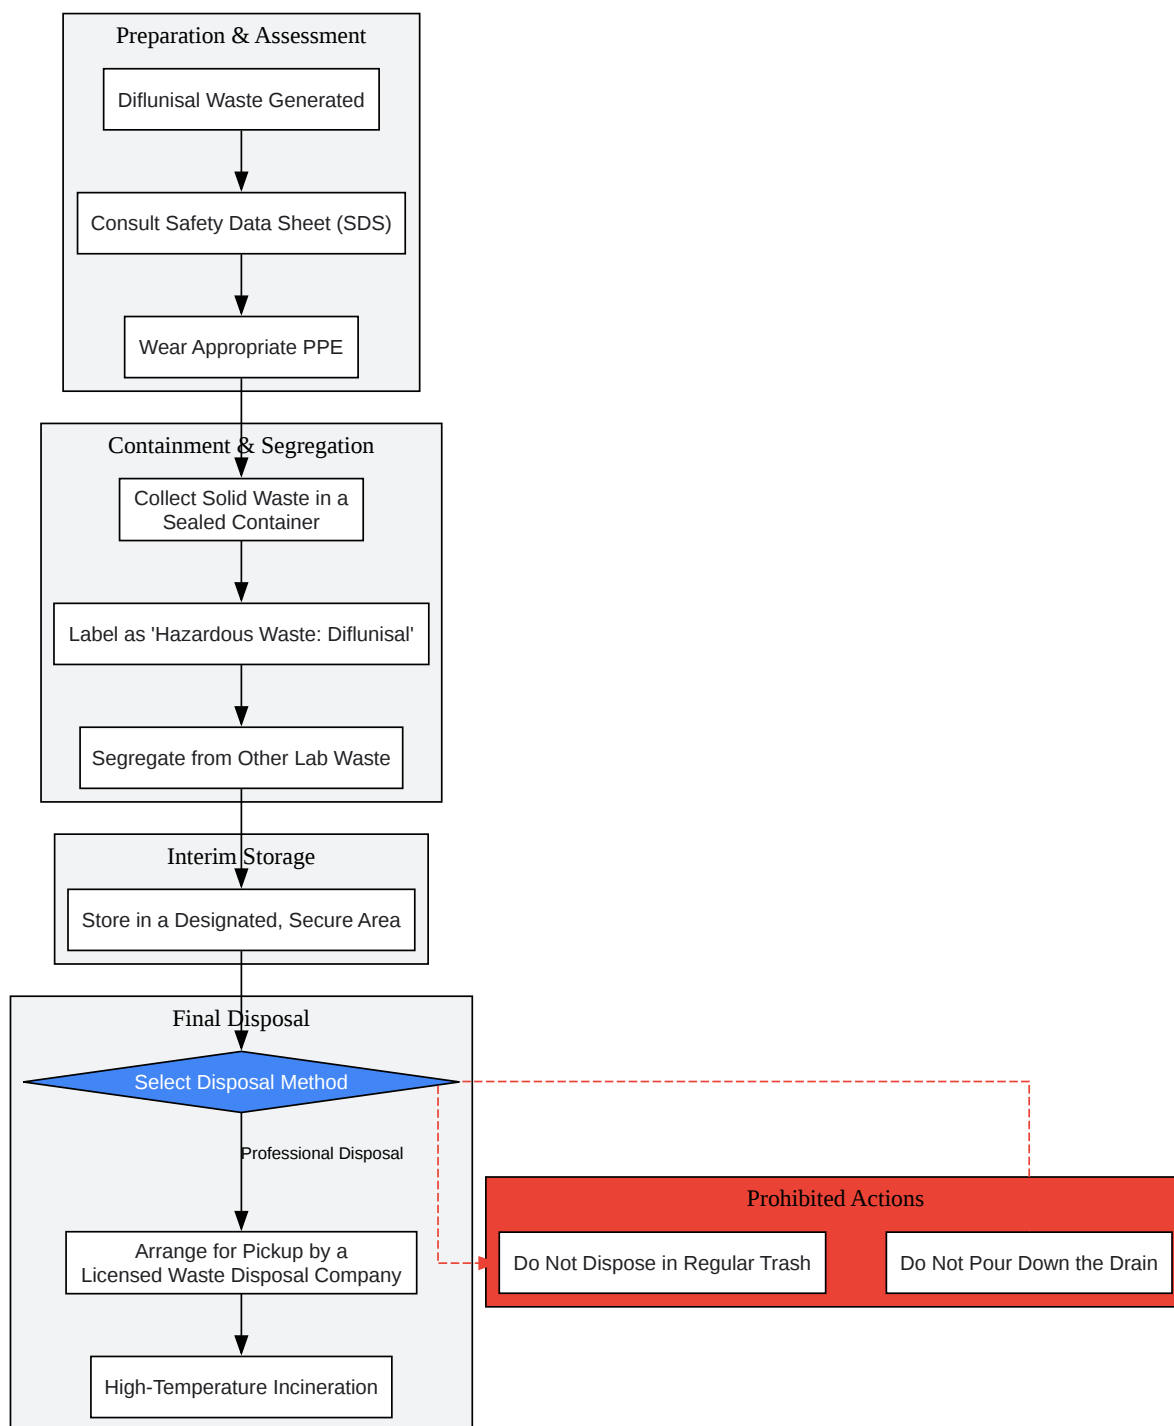 Preparation & Assessment
Diflunisal Waste Generated
Consult Safety Data Sheet (SDS)
Wear Appropriate PPE
Containment & Segregation
Collect Solid Waste in a
Sealed Container
Label as 'Hazardous Waste: Diflunisal'
Segregate from Other Lab Waste
Interim Storage
Store in a Designated, Secure Area
Final Disposal
Select Disposal Method
Professional Disposal
Arrange for Pickup by a
Licensed Waste Disposal Company
High-Temperature Incineration
Prohibited Actions
Do Not Dispose in Regular Trash
Do Not Pour Down the Drain